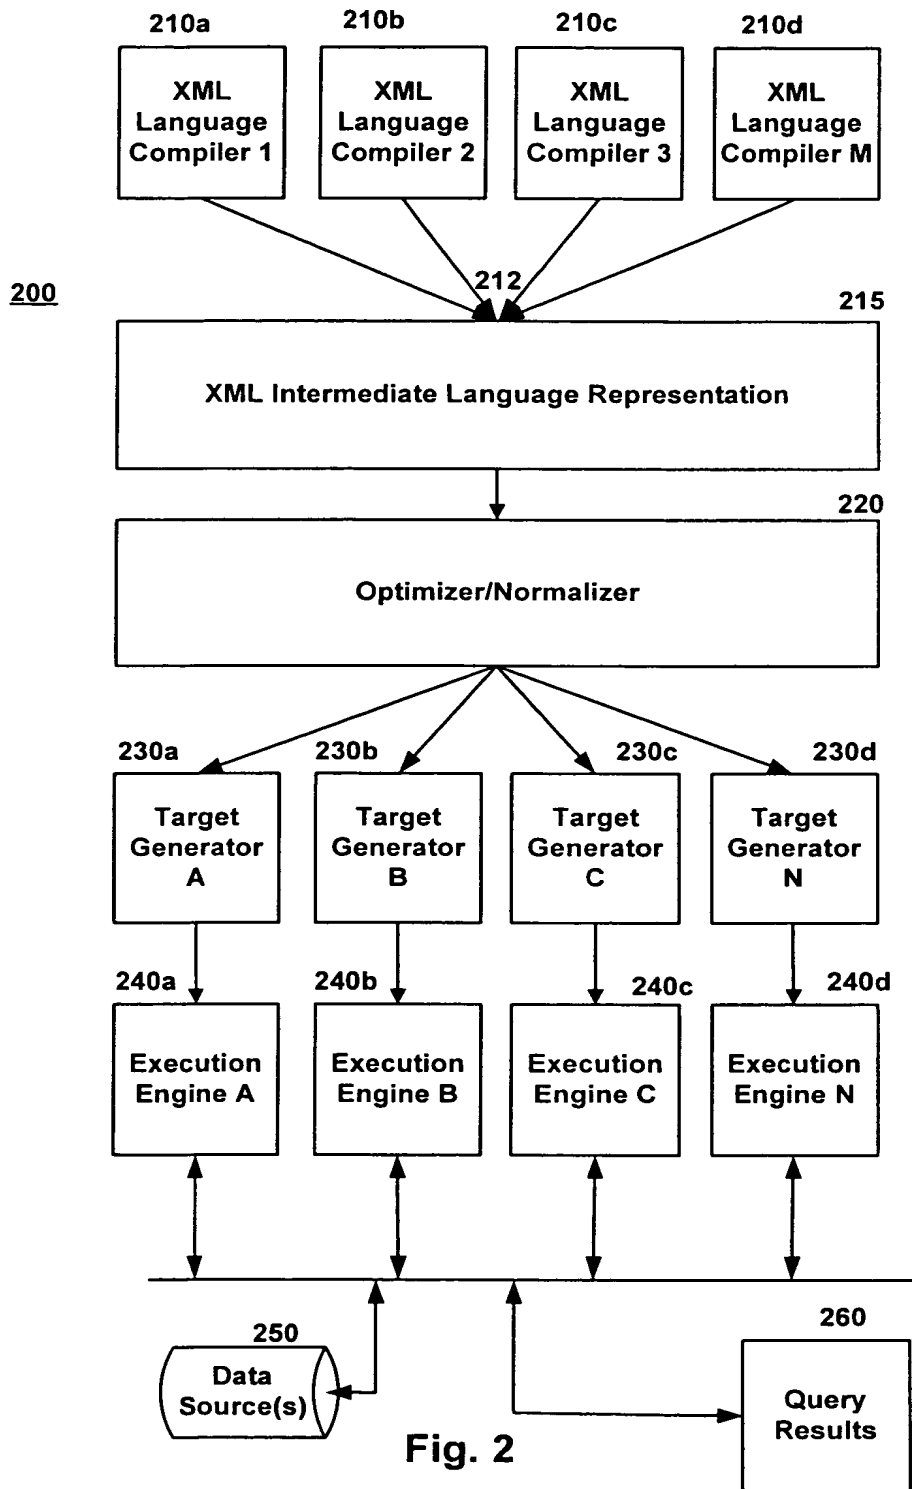 210a
210b
210c
210d
XML
Language
Compiler 1
XML
Language
Compiler 2
XML
Language
Compiler 3
XML
Language
Compiler M
200
212
215
XML Intermediate Language Representation
220
Optimizer/Normalizer
230a
230b
230c
230d
Target
Generator
A
Target
Generator
B
Target
Generator
C
Target
Generator
N
240a
240b
240c
240d
Execution
Engine A
Execution
Engine B
Execution
Engine C
Execution
Engine N
250
Data
Source(s)
260
Query
Results
Fig. 2